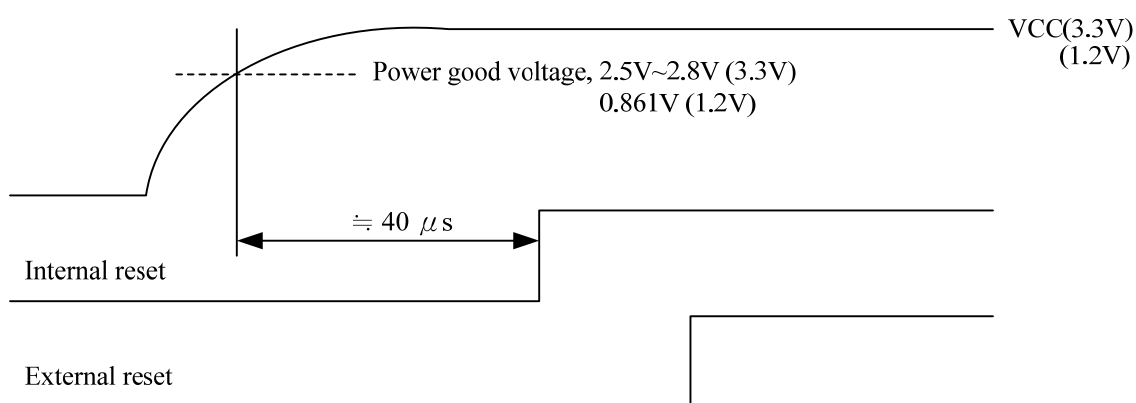 VCC(3.3V)
(1.2V)
Power good voltage, 2.5V~2.8V (3.3V)
0.861V (1.2V)
≒ 40 μs
Internal reset
External reset